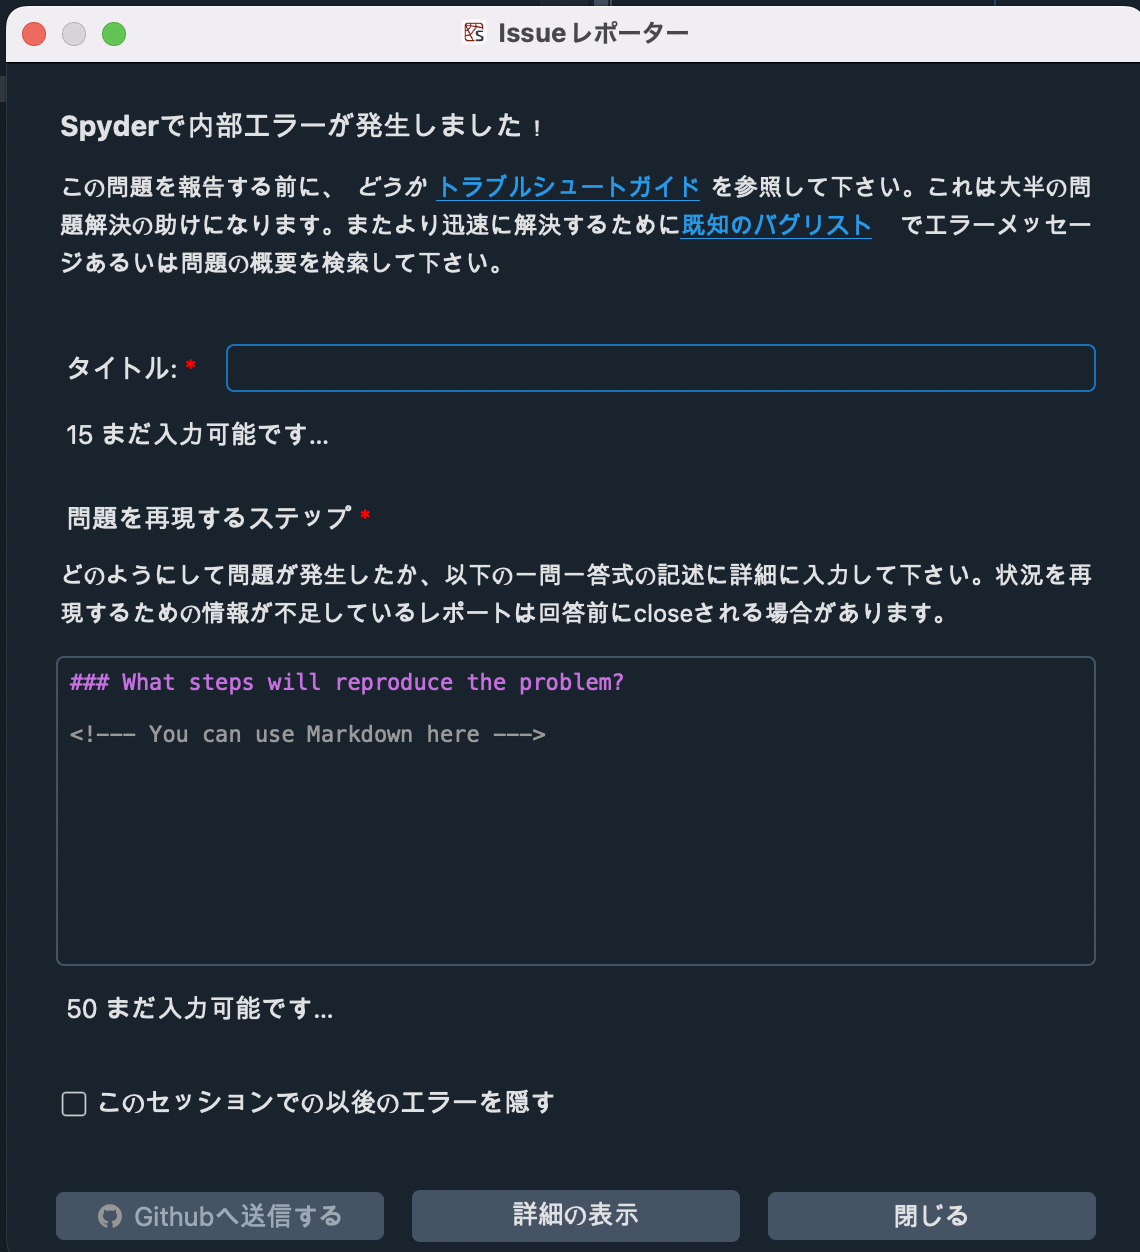 Issueレポーター
Spyderで内部エラーが発生しました！
この問題を報告する前に、 どうか トラブルシュートガイド を参照して下さい。これは大半の問
題解決の助けになります。またより迅速に解決するために既知のバグリスト　でエラーメッセー
ジあるいは問題の概要を検索して下さい。
タイトル: *
15 まだ入力可能です...
問題を再現するステップ *
どのようにして問題が発生したか、以下の一問一答式の記述に詳細に入力して下さい。状況を再
現するための情報が不足しているレポートは回答前にcloseされる場合があります。
### What steps will reproduce the problem?
<!--- You can use Markdown here --->
50 まだ入力可能です...
このセッションでの以後のエラーを隠す
Githubへ送信する 詳細の表示 閉じる